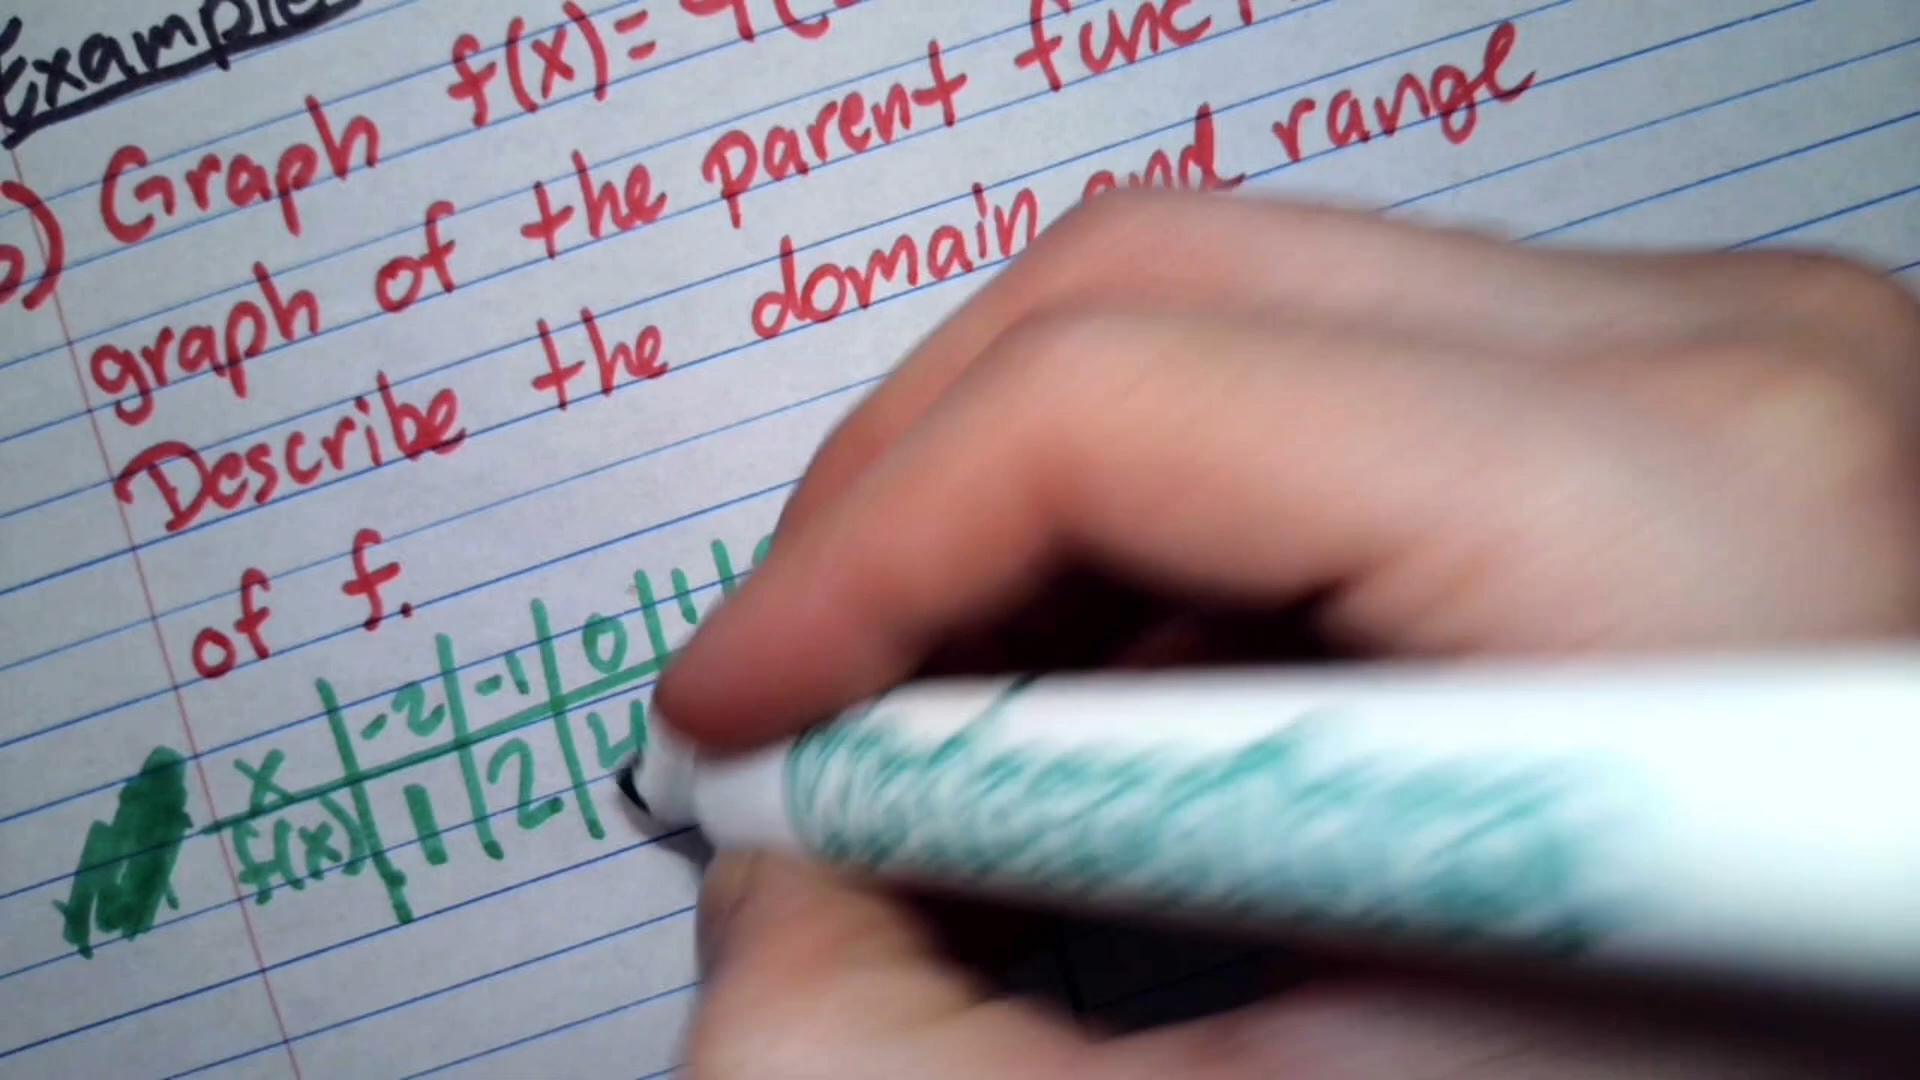 Example
b) Graph f(x)= 4(
graph of the parent func
Describe the domain and range
of f.
x | -2 | -1 | 0 | 1 |
f(x) | 1 | 2 | 4